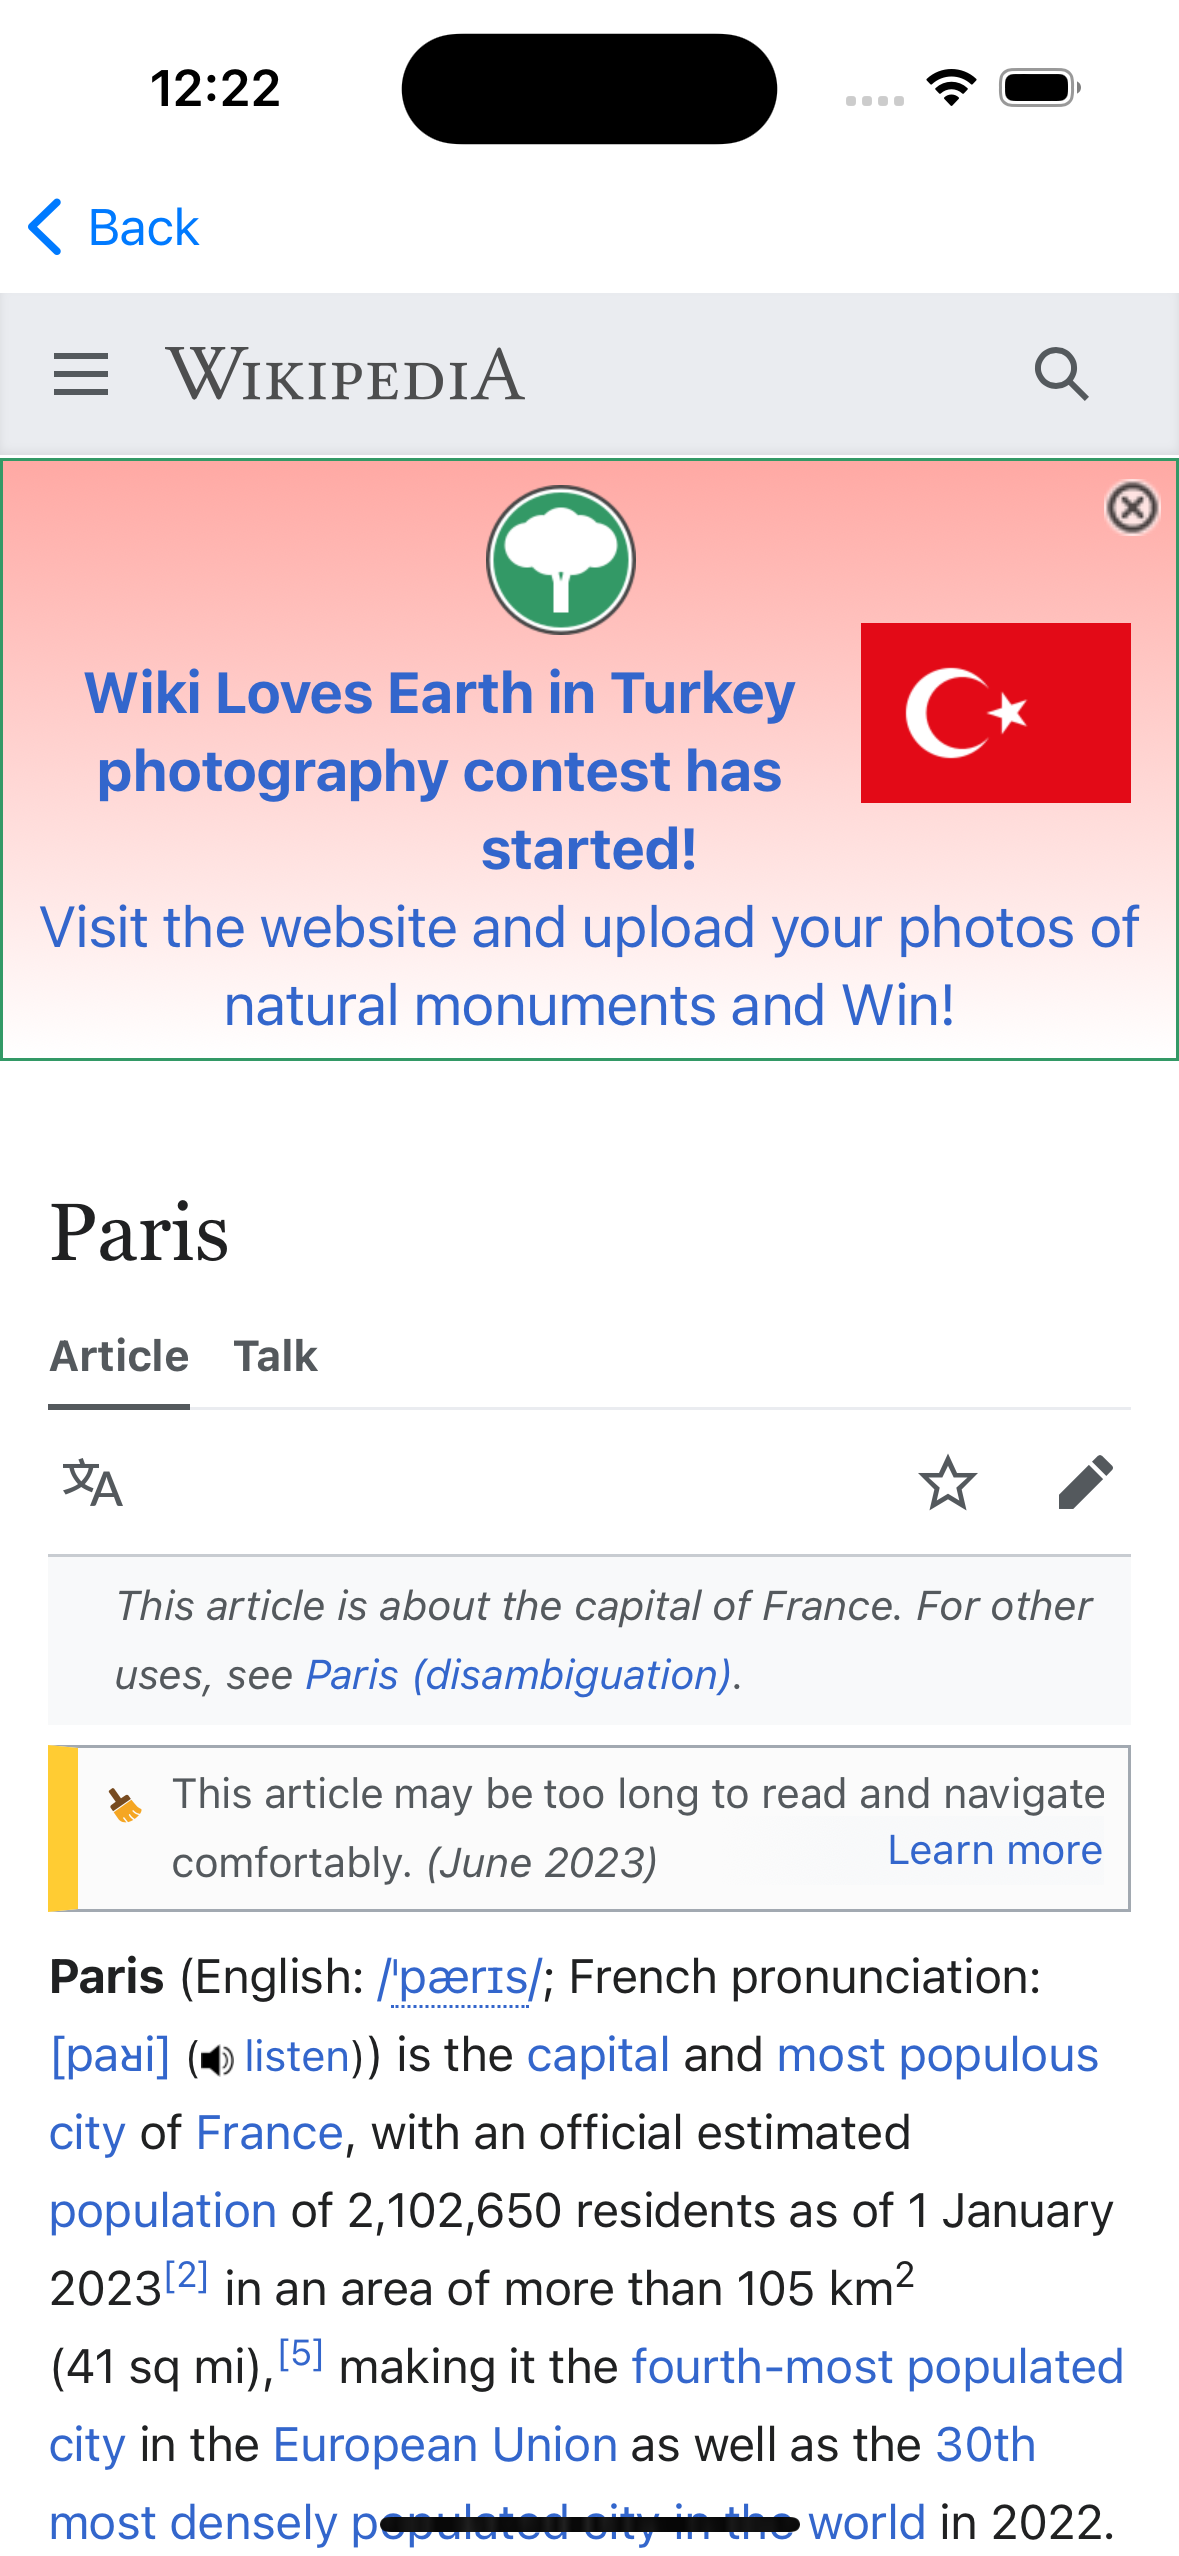 12:22
Back
WIKIPEDIA
Wiki Loves Earth in Turkey
photography contest has
started!
Visit the website and upload your photos of
natural monuments and Win!
Paris
Article Talk
文A
This article is about the capital of France. For other
uses, see Paris (disambiguation).
This article may be too long to read and navigate
comfortably. (June 2023)
Learn more
Paris (English: /ˈpærɪs/; French pronunciation:
[paʁi] (listen)) is the capital and most populous
city of France, with an official estimated
population of 2,102,650 residents as of 1 January
2023[2] in an area of more than 105 km2
(41 sq mi),[5] making it the fourth-most populated
city in the European Union as well as the 30th
most densely populated city in the world in 2022.